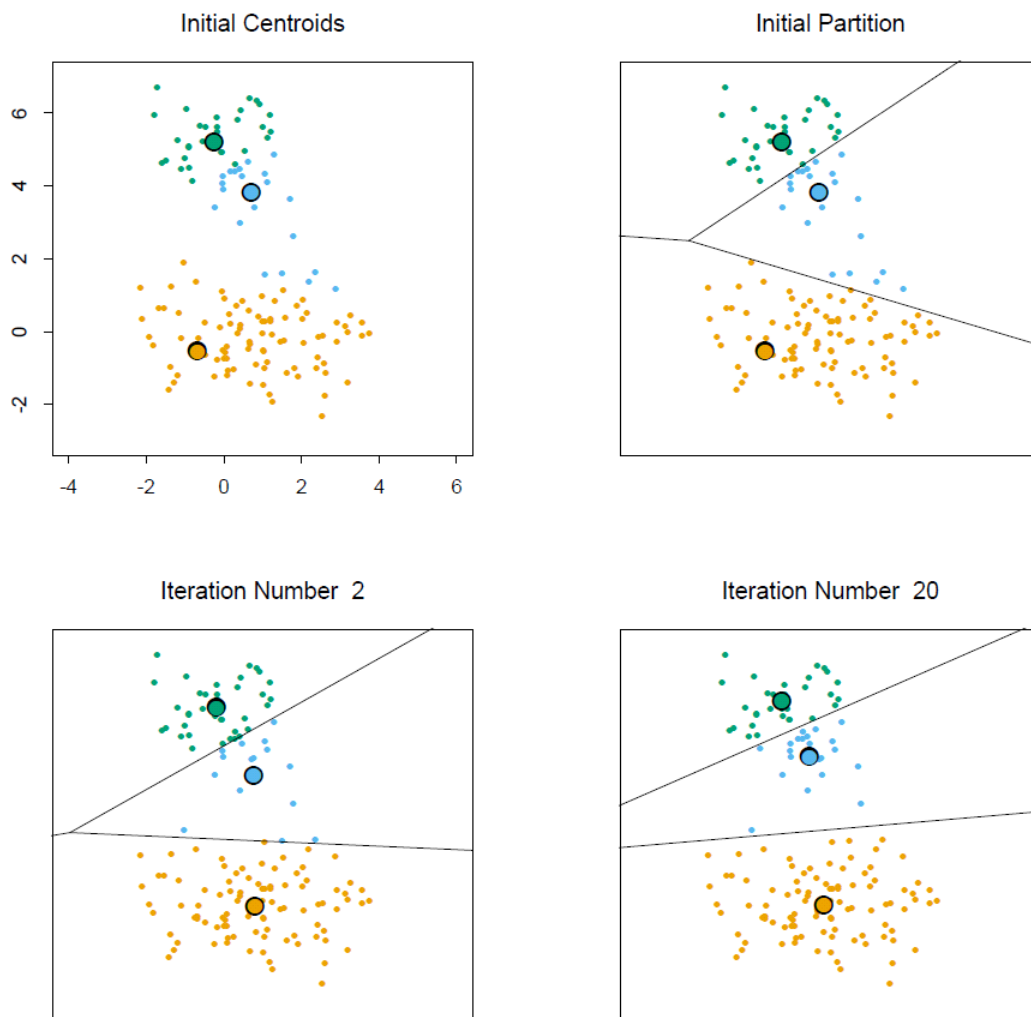 Initial Centroids
Initial Partition
6
4
2
0
-2
-4 -2 0 2 4 6
Iteration Number 2
Iteration Number 20